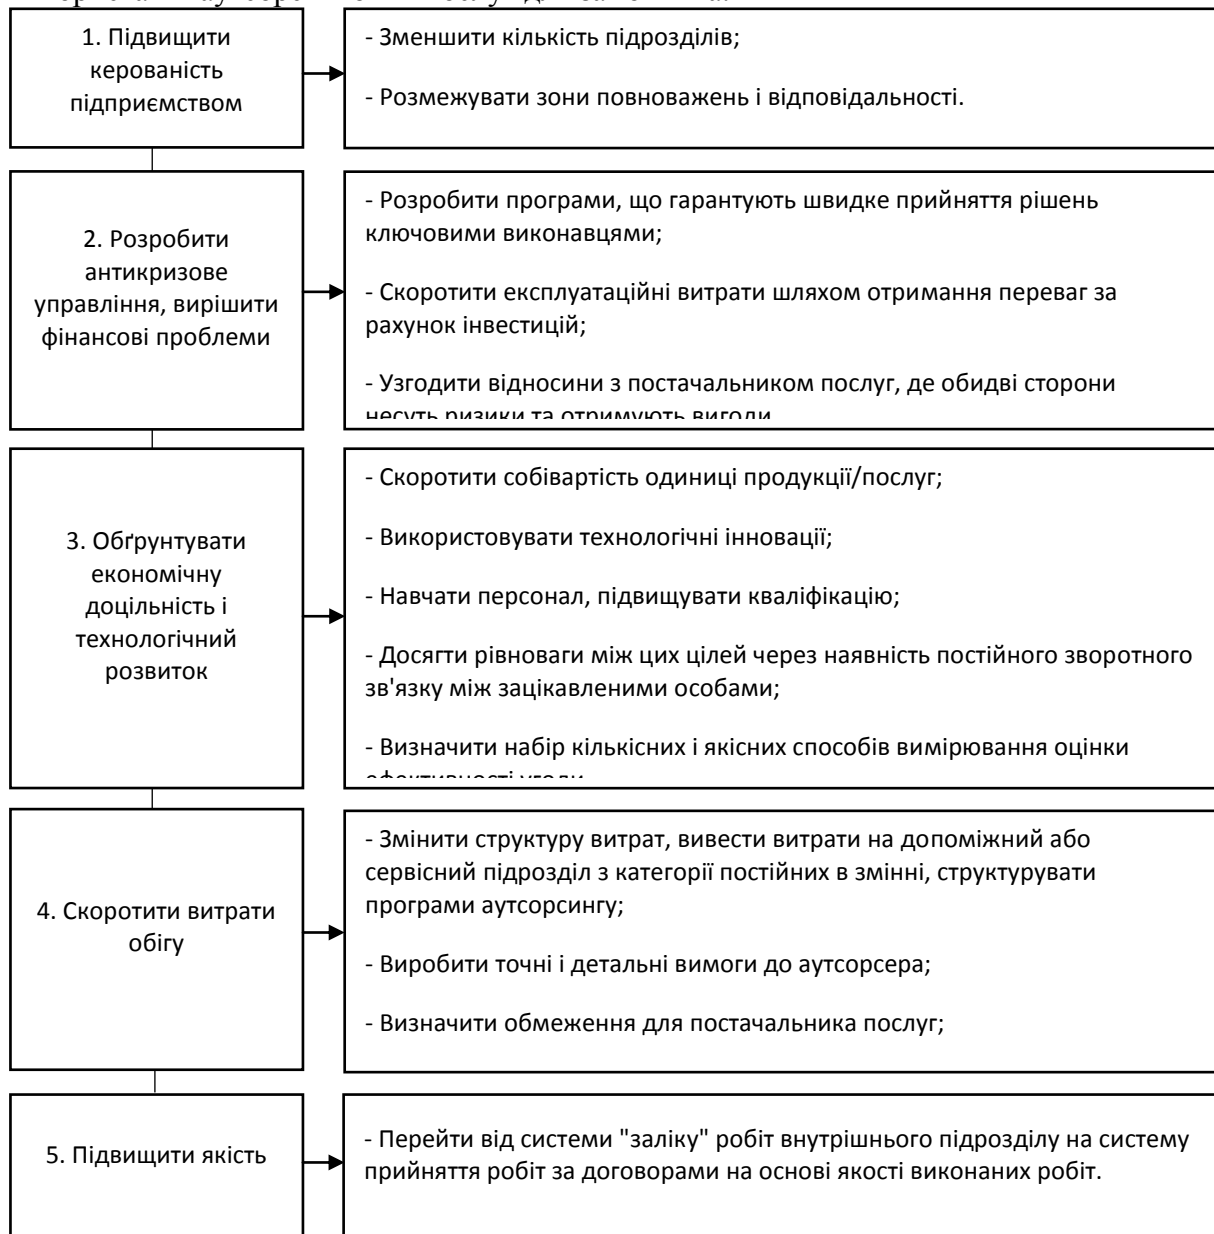 1. Підвищити
керованість
підприємством
- Зменшити кількість підрозділів;
- Розмежувати зони повноважень і відповідальності.
2. Розробити
антикризове
управління, вирішити
фінансові проблеми
- Розробити програми, що гарантують швидке прийняття рішень
ключовими виконавцями;
- Скоротити експлуатаційні витрати шляхом отримання переваг за
рахунок інвестицій;
- Узгодити відносини з постачальником послуг, де обидві сторони
несуть ризики та отримують вигоди
3. Обґрунтувати
економічну
доцільність і
технологічний
розвиток
- Скоротити собівартість одиниці продукції/послуг;
- Використовувати технологічні інновації;
- Навчати персонал, підвищувати кваліфікацію;
- Досягти рівноваги між цих цілей через наявність постійного зворотного
зв'язку між зацікавленими особами;
- Визначити набір кількісних і якісних способів вимірювання оцінки
4. Скоротити витрати
обігу
- Змінити структуру витрат, вивести витрати на допоміжний або
сервісний підрозділ з категорії постійних в змінні, структурувати
програми аутсорсингу;
- Виробити точні і детальні вимоги до аутсорсера;
- Визначити обмеження для постачальника послуг;
5. Підвищити якість
- Перейти від системи "заліку" робіт внутрішнього підрозділу на систему
прийняття робіт за договорами на основі якості виконаних робіт.